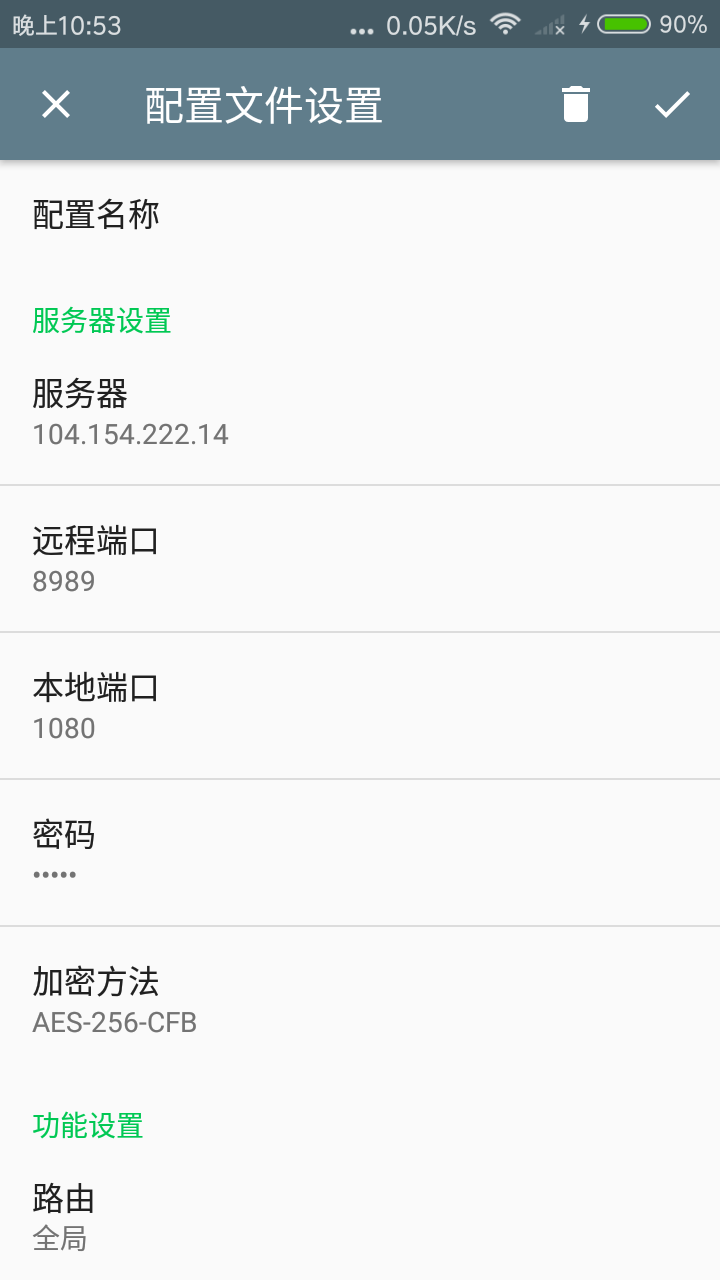 晚上10:53 ... 0.05K/s 90%
配置文件设置
配置名称
服务器设置
服务器
104.154.222.14
远程端口
8989
本地端口
1080
密码
•••••
加密方法
AES-256-CFB
功能设置
路由
全局